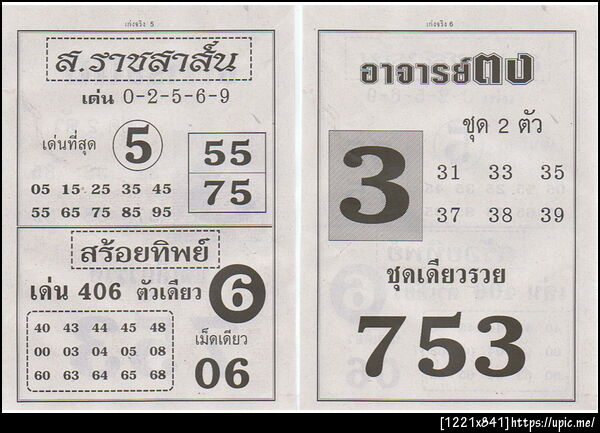 เก่งจริง 5
ส.ราชสาส์น
เด่น 0-2-5-6-9
เด่นที่สุด 5
55
75
05 15 25 35 45
55 65 75 85 95
สร้อยทิพย์
เด่น 406 ตัวเดียว 6
40 43 44 45 48
00 03 04 05 08
60 63 64 65 68
เม็ดเดียว
06
เก่งจริง 6
อาจารย์ตง
ชุด 2 ตัว
3
31 33 35
37 38 39
ชุดเดียวรวย
753
[1221x841]https://upic.me/